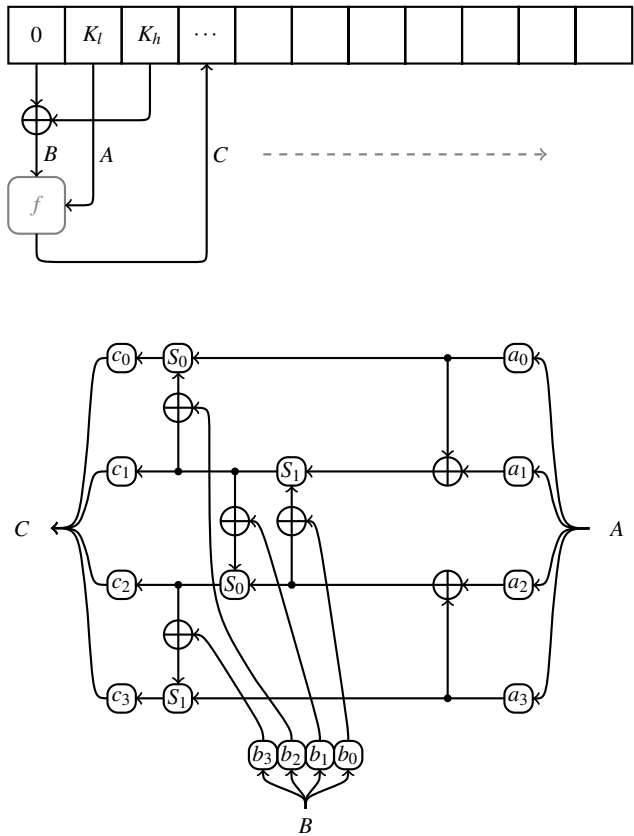 0 K_l K_h ⋯
B A C
f
c_0 S_0 a_0
c_1 S_1 a_1
C A
c_2 S_0 a_2
c_3 S_1 a_3
b_3 b_2 b_1 b_0
B